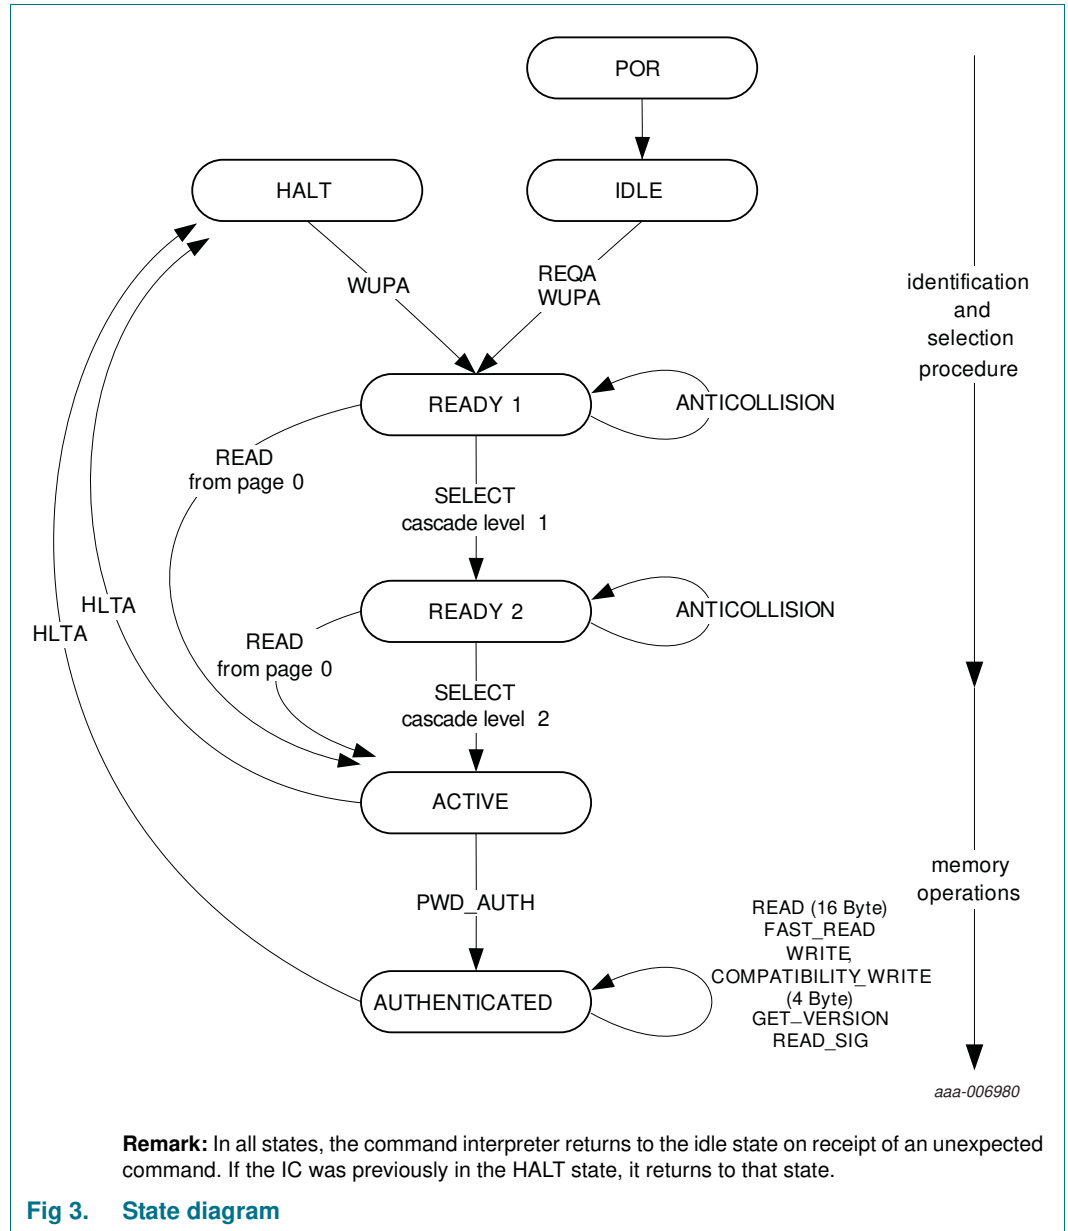 POR
HALT
IDLE
WUPA
REQA
WUPA
identification
and
selection
procedure
READY 1
ANTICOLLISION
READ
from page 0
SELECT
cascade level 1
READY 2
ANTICOLLISION
HLTA
HLTA
READ
from page 0
SELECT
cascade level 2
ACTIVE
memory
operations
PWD_AUTH
READ (16 Byte)
FAST_READ
WRITE,
COMPATIBILITY_WRITE
(4 Byte)
GET_VERSION
READ_SIG
AUTHENTICATED
aaa-006980
Remark: In all states, the command interpreter returns to the idle state on receipt of an unexpected
command. If the IC was previously in the HALT state, it returns to that state.
Fig 3. State diagram